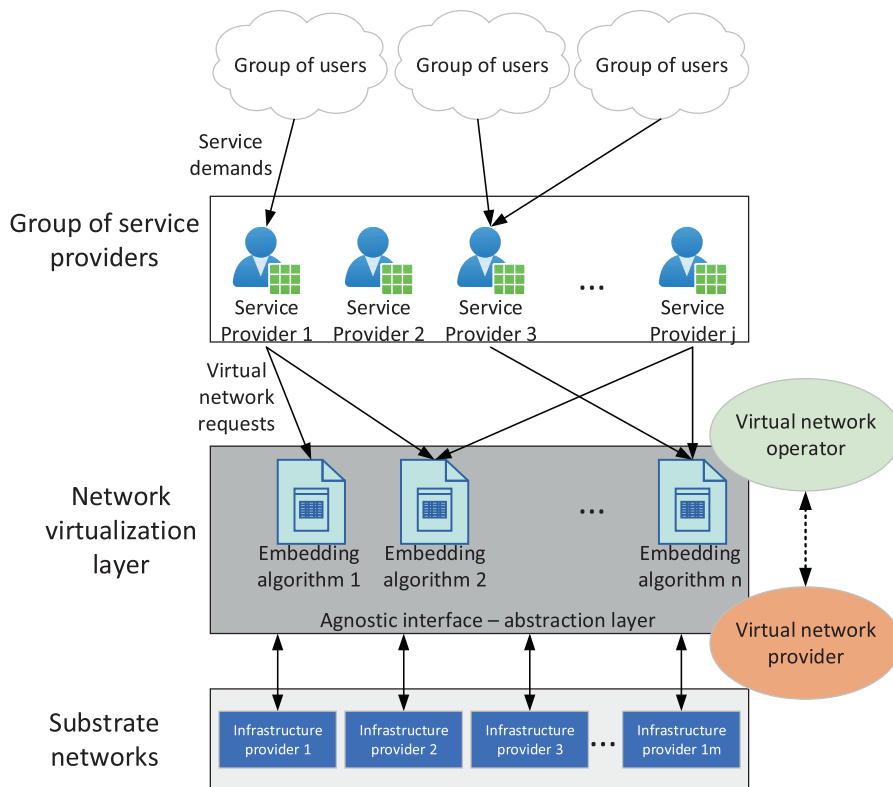 Group of users
Group of users
Group of users
Service
demands
Group of service
providers
Service
Provider 1
Service
Provider 2
Service
Provider 3
...
Service
Provider j
Virtual
network
requests
Virtual network
operator
Network
virtualization
layer
Embedding
algorithm 1
Embedding
algorithm 2
...
Embedding
algorithm n
Agnostic interface – abstraction layer
Virtual network
provider
Substrate
networks
Infrastructure
provider 1
Infrastructure
provider 2
Infrastructure
provider 3
...
Infrastructure
provider 1m